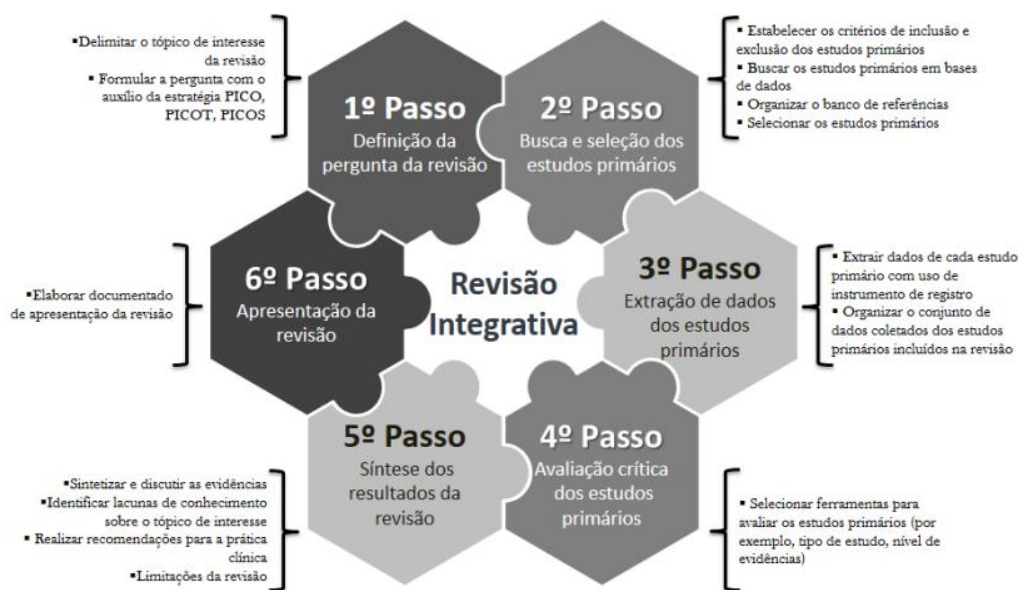 ▪Delimitar o tópico de interesse
da revisão
▪ Formular a pergunta com o
auxílio da estratégia PICO,
PICOT, PICOS
1º Passo
Definição da
pergunta da revisão
2º Passo
Busca e seleção dos
estudos primários
▪ Estabelecer os critérios de inclusão e
exclusão dos estudos primários
▪ Buscar os estudos primários em bases
de dados
▪ Organizar o banco de referências
▪ Selecionar os estudos primários
▪Elaborar documentado
de apresentação da revisão
6º Passo
Apresentação da
revisão
Revisão
Integrativa
3º Passo
Extração de dados
dos estudos
primários
▪ Extrair dados de cada estudo
primário com uso de
instrumento de registro
▪ Organizar o conjunto de
dados coletados dos estudos
primários incluídos na revisão
▪Sintetizar e discutir as evidências
▪Identificar lacunas de conhecimento
sobre o tópico de interesse
▪ Realizar recomendações para a prática
clínica
▪Limitações da revisão
5º Passo
Síntese dos
resultados da
revisão
4º Passo
Avaliação crítica
dos estudos
primários
▪ Selecionar ferramentas para
avaliar os estudos primários (por
exemplo, tipo de estudo, nível de
evidências)